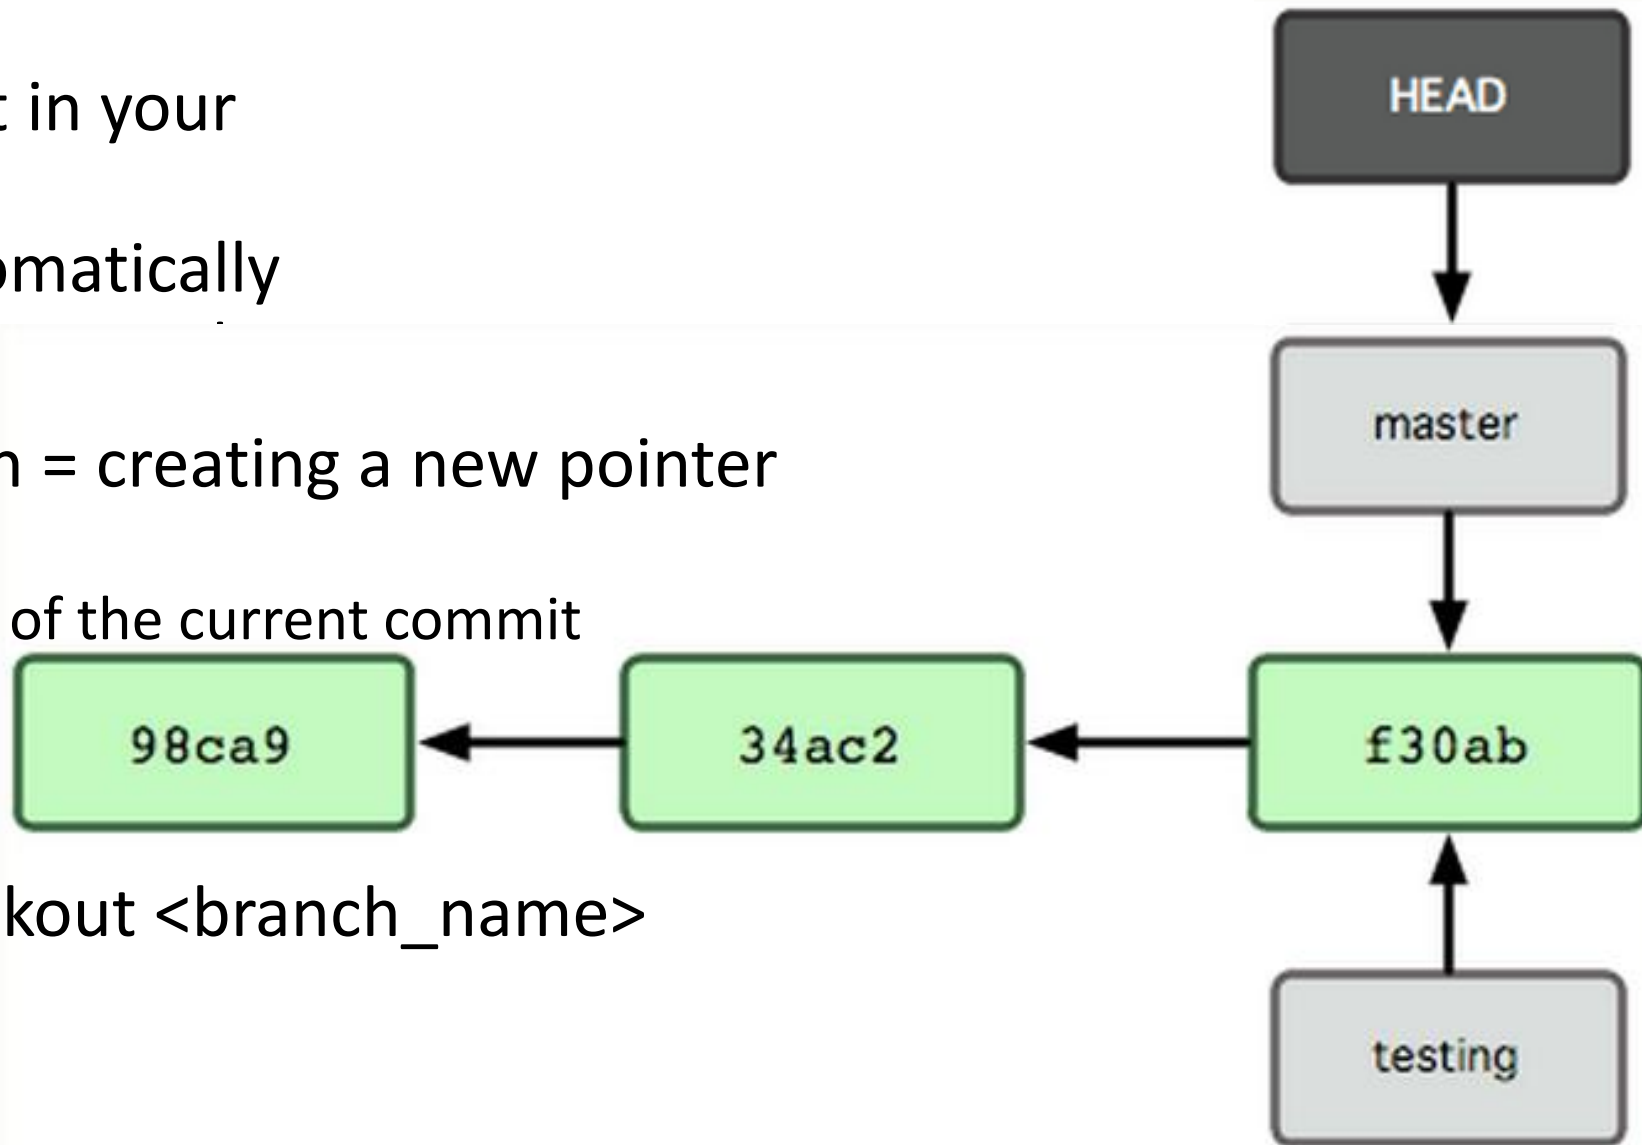 HEAD
t in your
omatically
master
n = creating a new pointer
of the current commit
98ca9 34ac2 f30ab
kout <branch_name>
testing